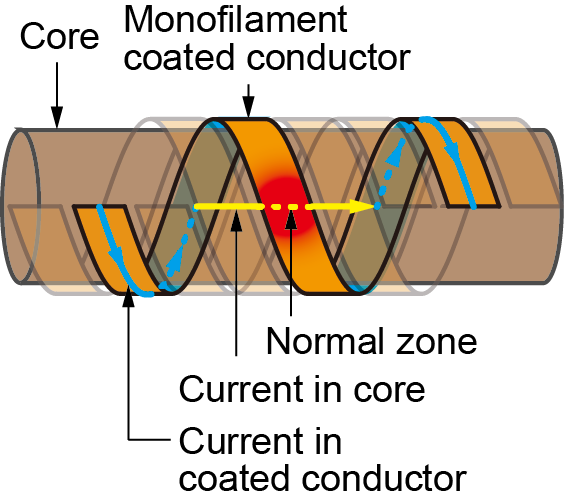 Core
Monofilament
coated conductor
Normal zone
Current in core
Current in
coated conductor